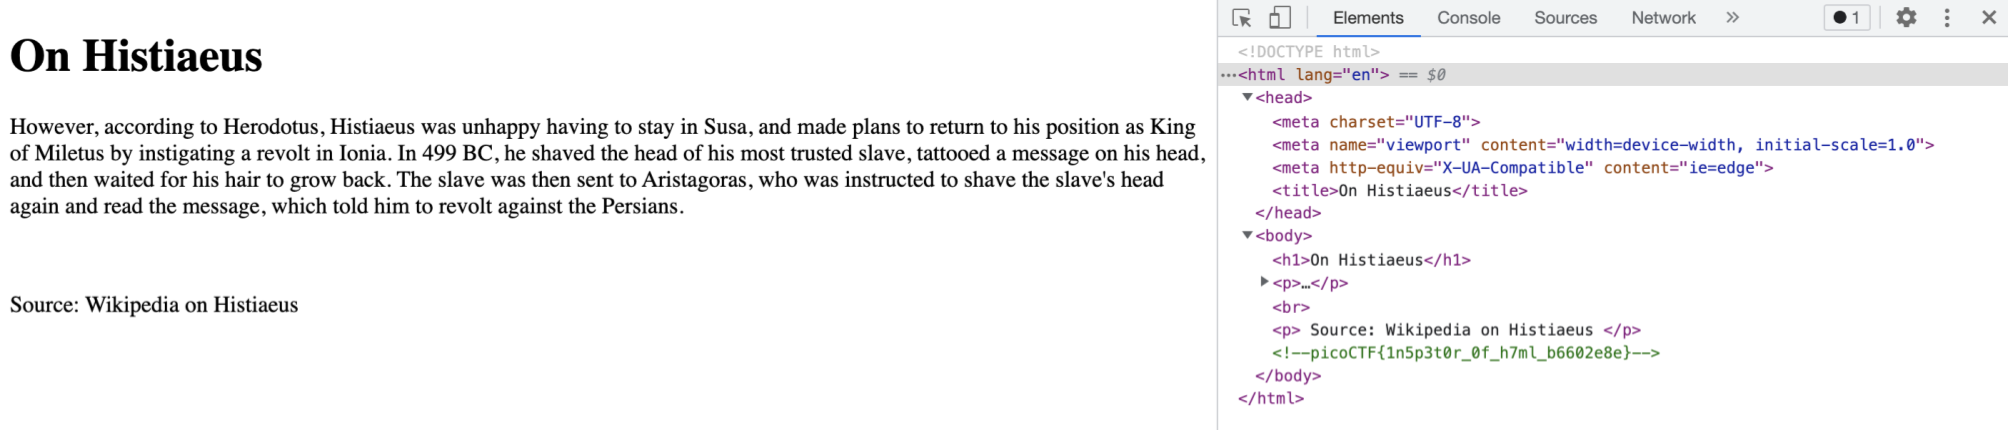 On Histiaeus
However, according to Herodotus, Histiaeus was unhappy having to stay in Susa, and made plans to return to his position as King
of Miletus by instigating a revolt in Ionia. In 499 BC, he shaved the head of his most trusted slave, tattooed a message on his head,
and then waited for his hair to grow back. The slave was then sent to Aristagoras, who was instructed to shave the slave's head
again and read the message, which told him to revolt against the Persians.
Source: Wikipedia on Histiaeus
Elements Console Sources Network » 1
<!DOCTYPE html>
…<html lang="en"> == $0
<head>
<meta charset="UTF-8">
<meta name="viewport" content="width=device-width, initial-scale=1.0">
<meta http-equiv="X-UA-Compatible" content="ie=edge">
<title>On Histiaeus</title>
</head>
<body>
<h1>On Histiaeus</h1>
<p>…</p>
<br>
<p> Source: Wikipedia on Histiaeus </p>
<!--picoCTF{1n5p3t0r_0f_h7ml_b6602e8e}-->
</body>
</html>